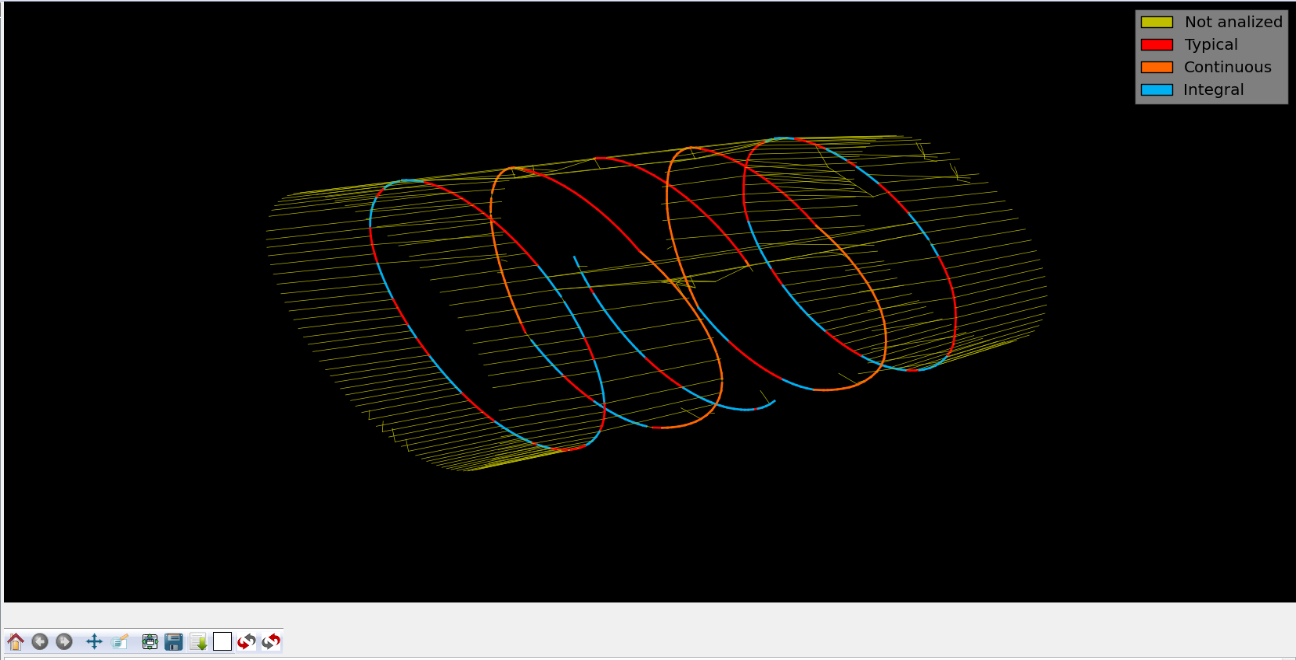 Not analized
Typical
Continuous
Integral